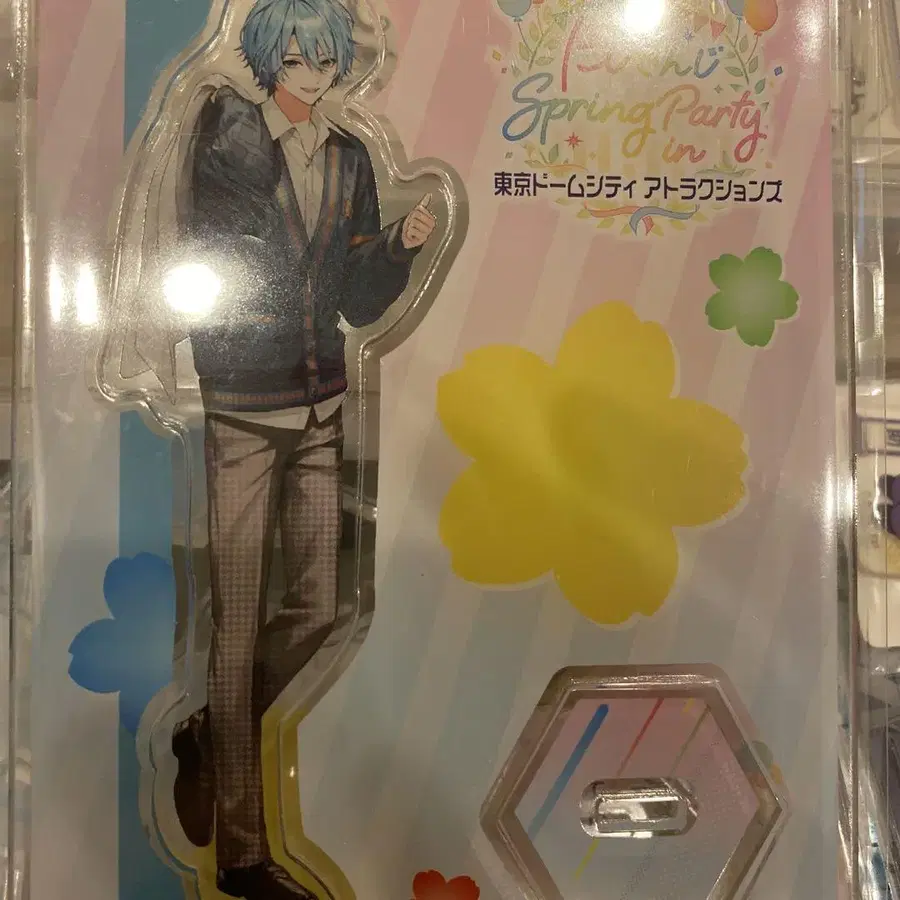 Spring Party
in
東京ドームシティ アトラクションズ